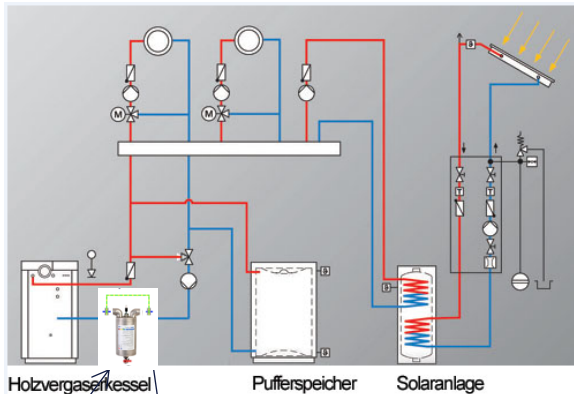 M
M
T
T
Holzvergaserkessel
Pufferspeicher
Solaranlage